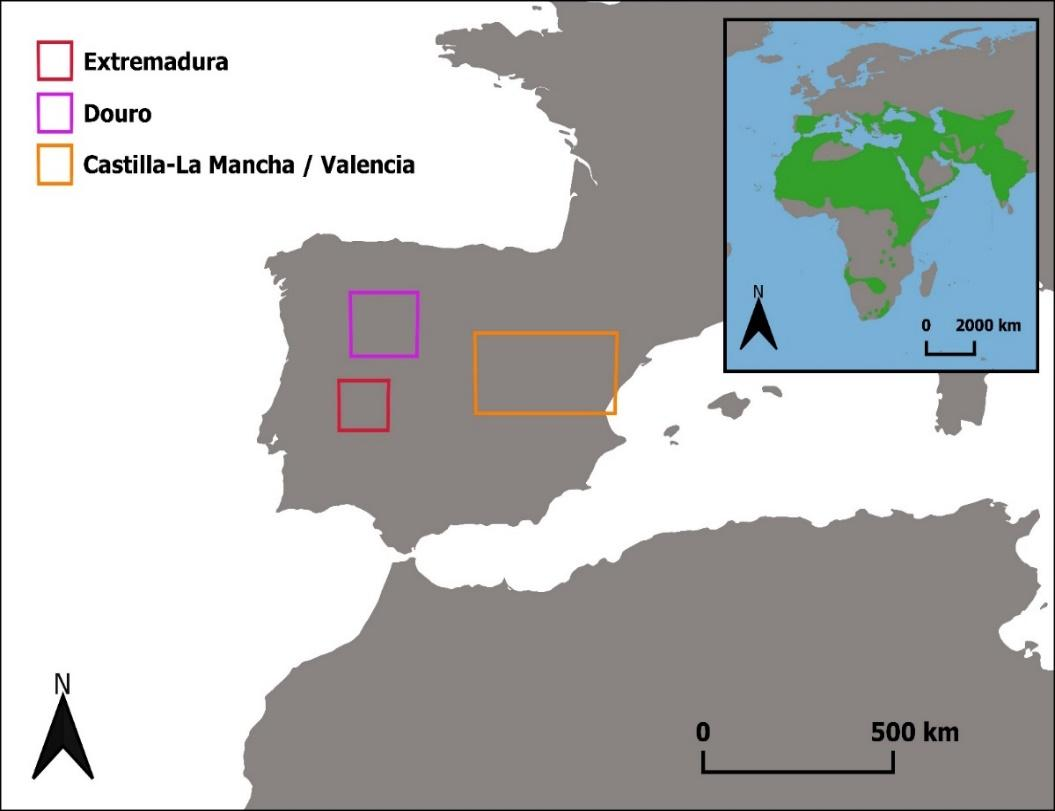 Extremadura
Douro
Castilla-La Mancha / Valencia
N
0 2000 km
N
0 500 km